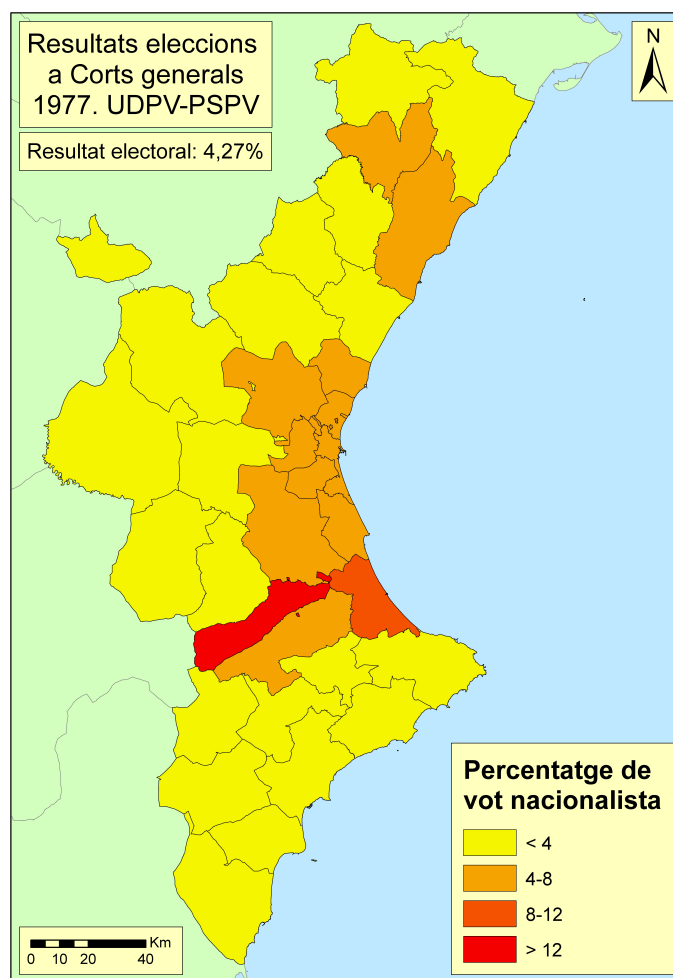 Resultats eleccions
a Corts generals
1977. UDPV-PSPV
Resultat electoral: 4,27%
N
Percentatge de
vot nacionalista
< 4
4-8
8-12
> 12
Km
0 10 20 40